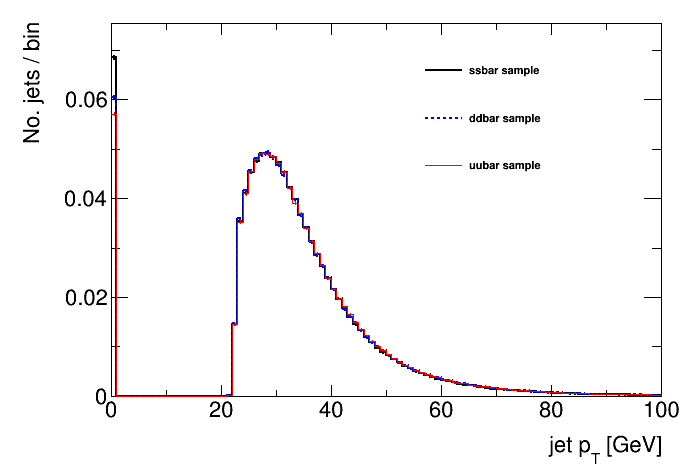 No. jets / bin
0.06
0.04
0.02
0
0 20 40 60 80 100
jet p_T [GeV]
ssbar sample
ddbar sample
uubar sample